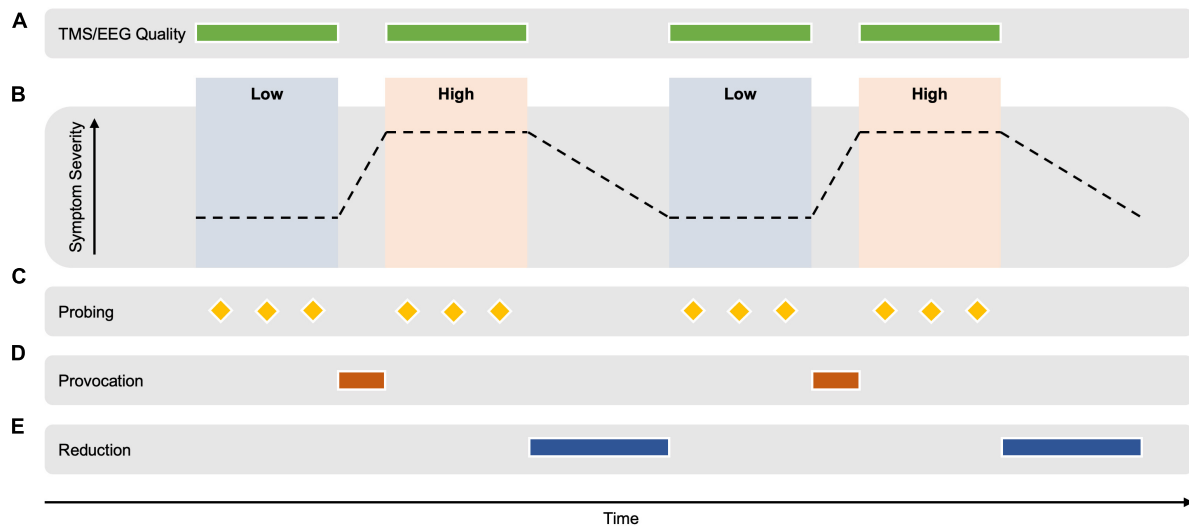 A
TMS/EEG Quality
B
Low
High
Low
High
Symptom Severity
C
Probing
D
Provocation
E
Reduction
Time